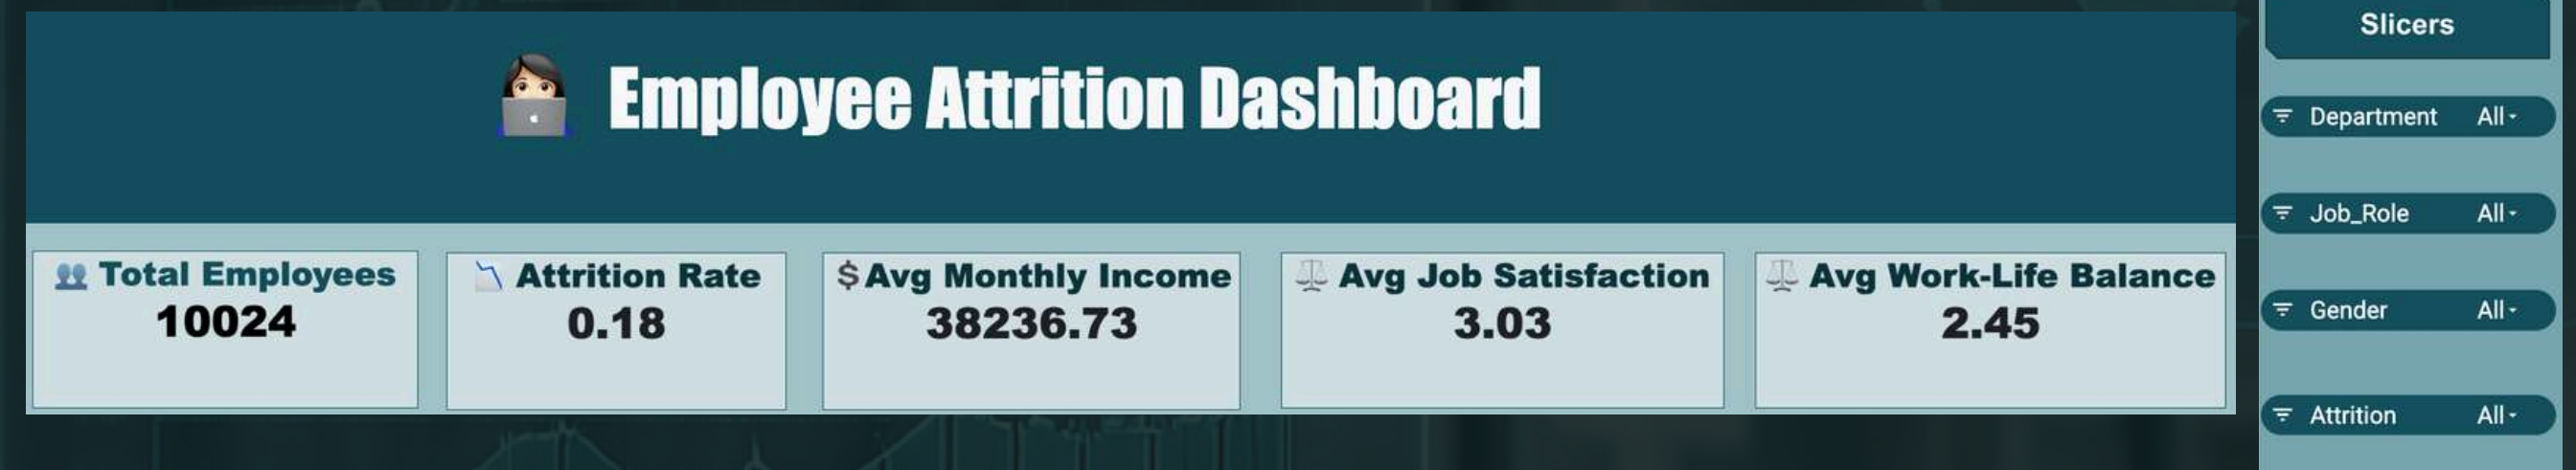 Employee Attrition Dashboard
Total Employees
10024
Attrition Rate
0.18
$ Avg Monthly Income
38236.73
Avg Job Satisfaction
3.03
Avg Work-Life Balance
2.45
Slicers
Department All
Job_Role All
Gender All
Attrition All